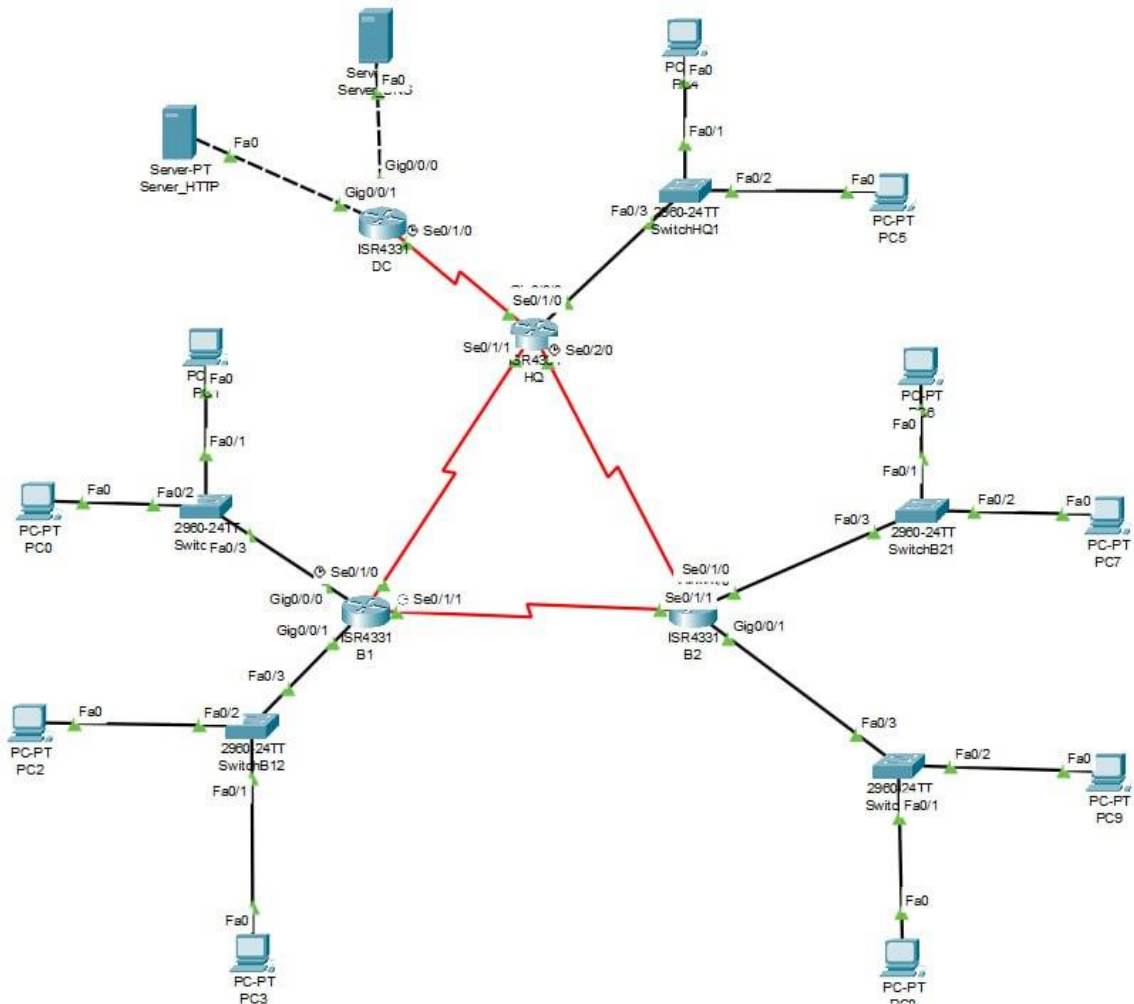 Fa0
Server-PT
Server_HTTP
Fa0
Gig0/0/0
Gig0/0/1
Se0/1/0
ISR4331
DC
Fa0
Fa0/1
Fa0/2
Fa0
2960-24TT
SwitchHQ1
PC-PT
PC5
Fa0/3
Se0/1/0
Se0/1/1
Se0/2/0
HQ
Fa0
Fa0/1
Fa0
Fa0/2
PC-PT
PC0
2960-24TT
Fa0/3
PC-PT
Fa0
Fa0/1
Fa0/2
Fa0
Fa0/3
2960-24TT
SwitchB21
PC-PT
PC7
Se0/1/0
Gig0/0/0
Se0/1/1
Gig0/0/1
ISR4331
B1
Se0/1/0
Se0/1/1
Gig0/0/1
ISR4331
B2
Fa0/3
Fa0
Fa0/2
PC-PT
PC2
2960-24TT
SwitchB12
Fa0/1
Fa0
PC-PT
PC3
Fa0/3
Fa0/2
Fa0
2960-24TT
Fa0/1
PC-PT
PC9
Fa0
PC-PT